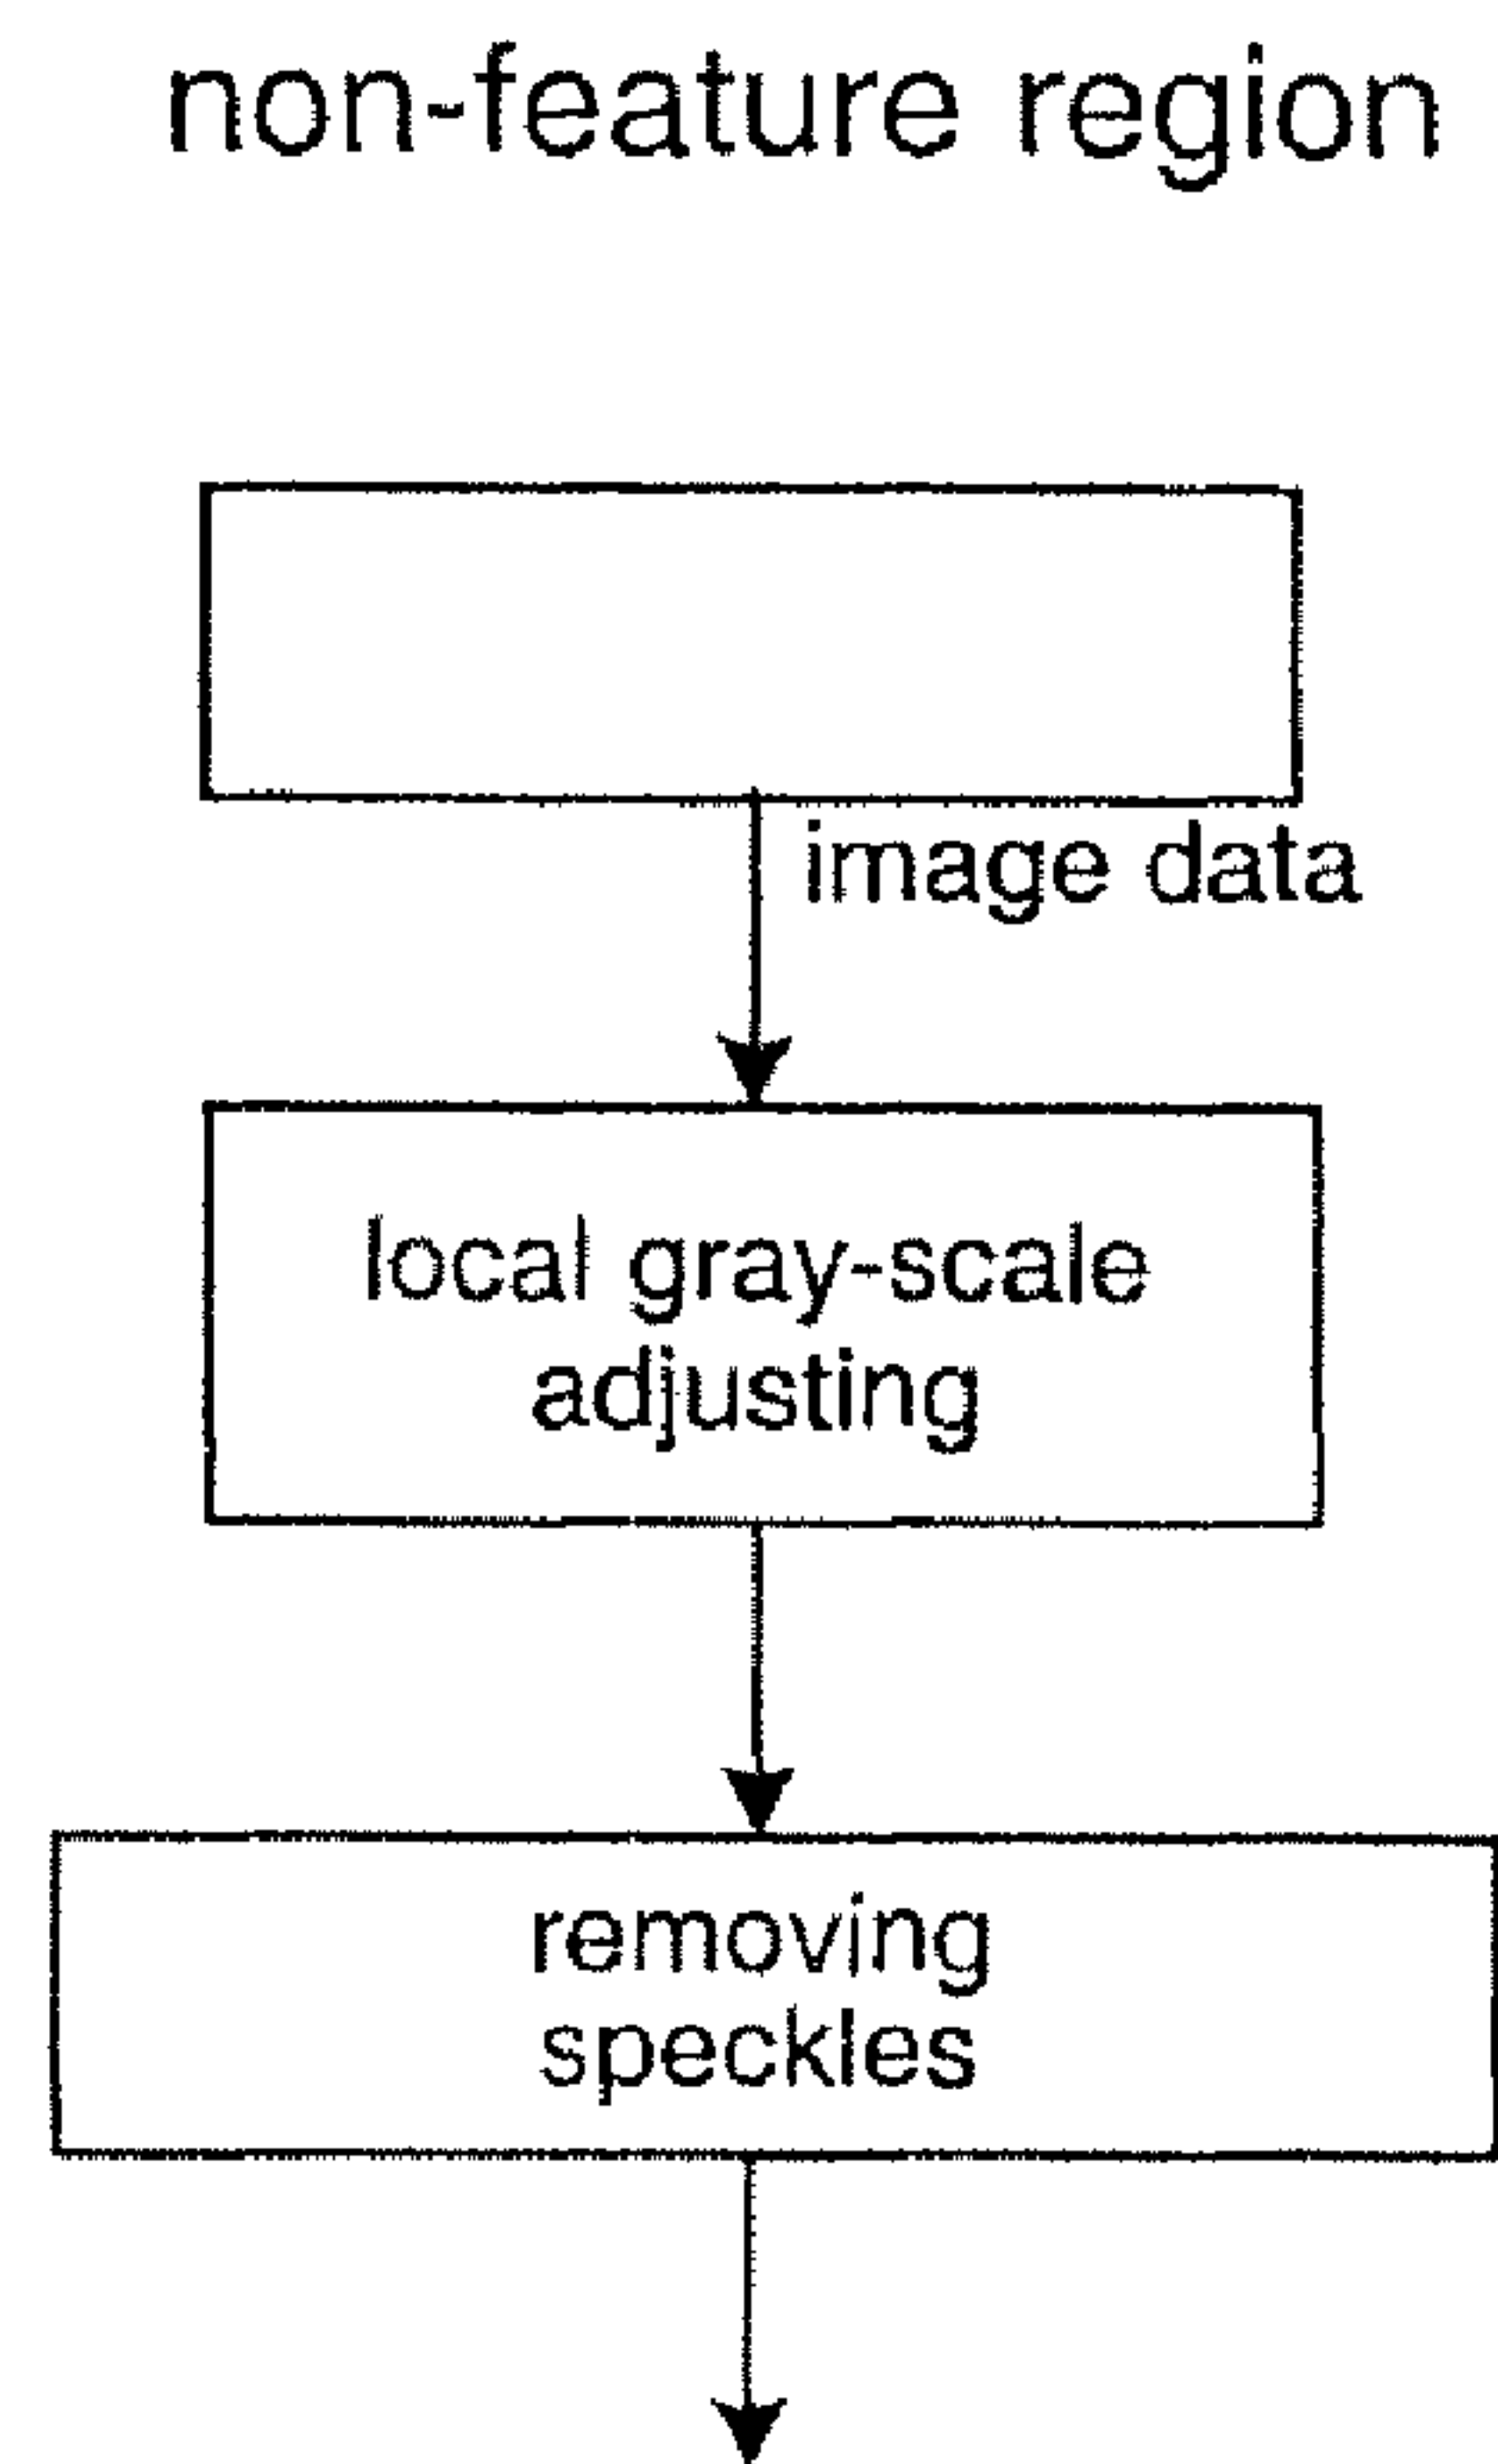 non-feature region
image data
local gray-scale
adjusting
removing
speckles